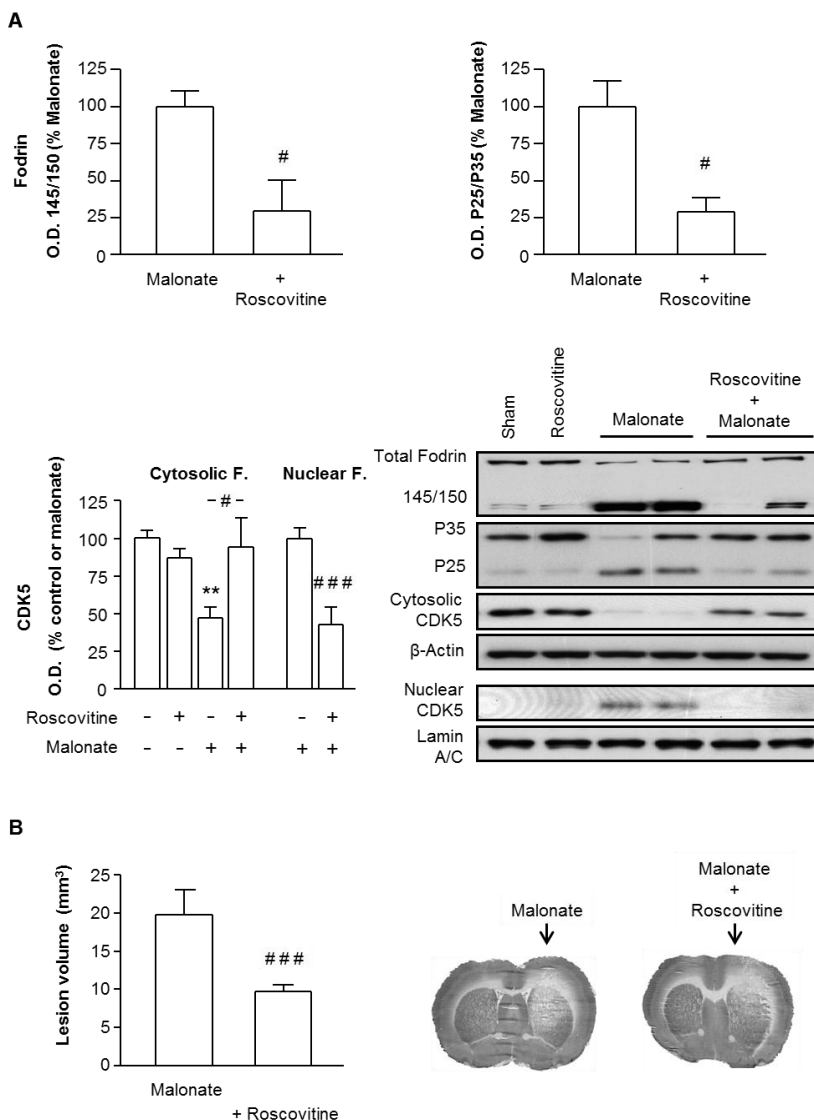 A
Fodrin
O.D. 145/150 (% Malonate)
125
100
75
50
25
0
#
Malonate
+
Roscovitine
O.D. P25/P35 (% Malonate)
125
100
75
50
25
0
#
Malonate
+
Roscovitine
CDK5
O.D. (% control or malonate)
Cytosolic F.
Nuclear F.
125
100
75
50
25
0
– # –
**
# # #
Roscovitine – + – + – +
Malonate – – + + + +
Sham
Roscovitine
Malonate
Roscovitine
+
Malonate
Total Fodrin
145/150
P35
P25
Cytosolic
CDK5
β-Actin
Nuclear
CDK5
Lamin
A/C
B
Lesion volume (mm³)
25
20
15
10
5
0
# # #
Malonate
+ Roscovitine
Malonate
Malonate
+
Roscovitine